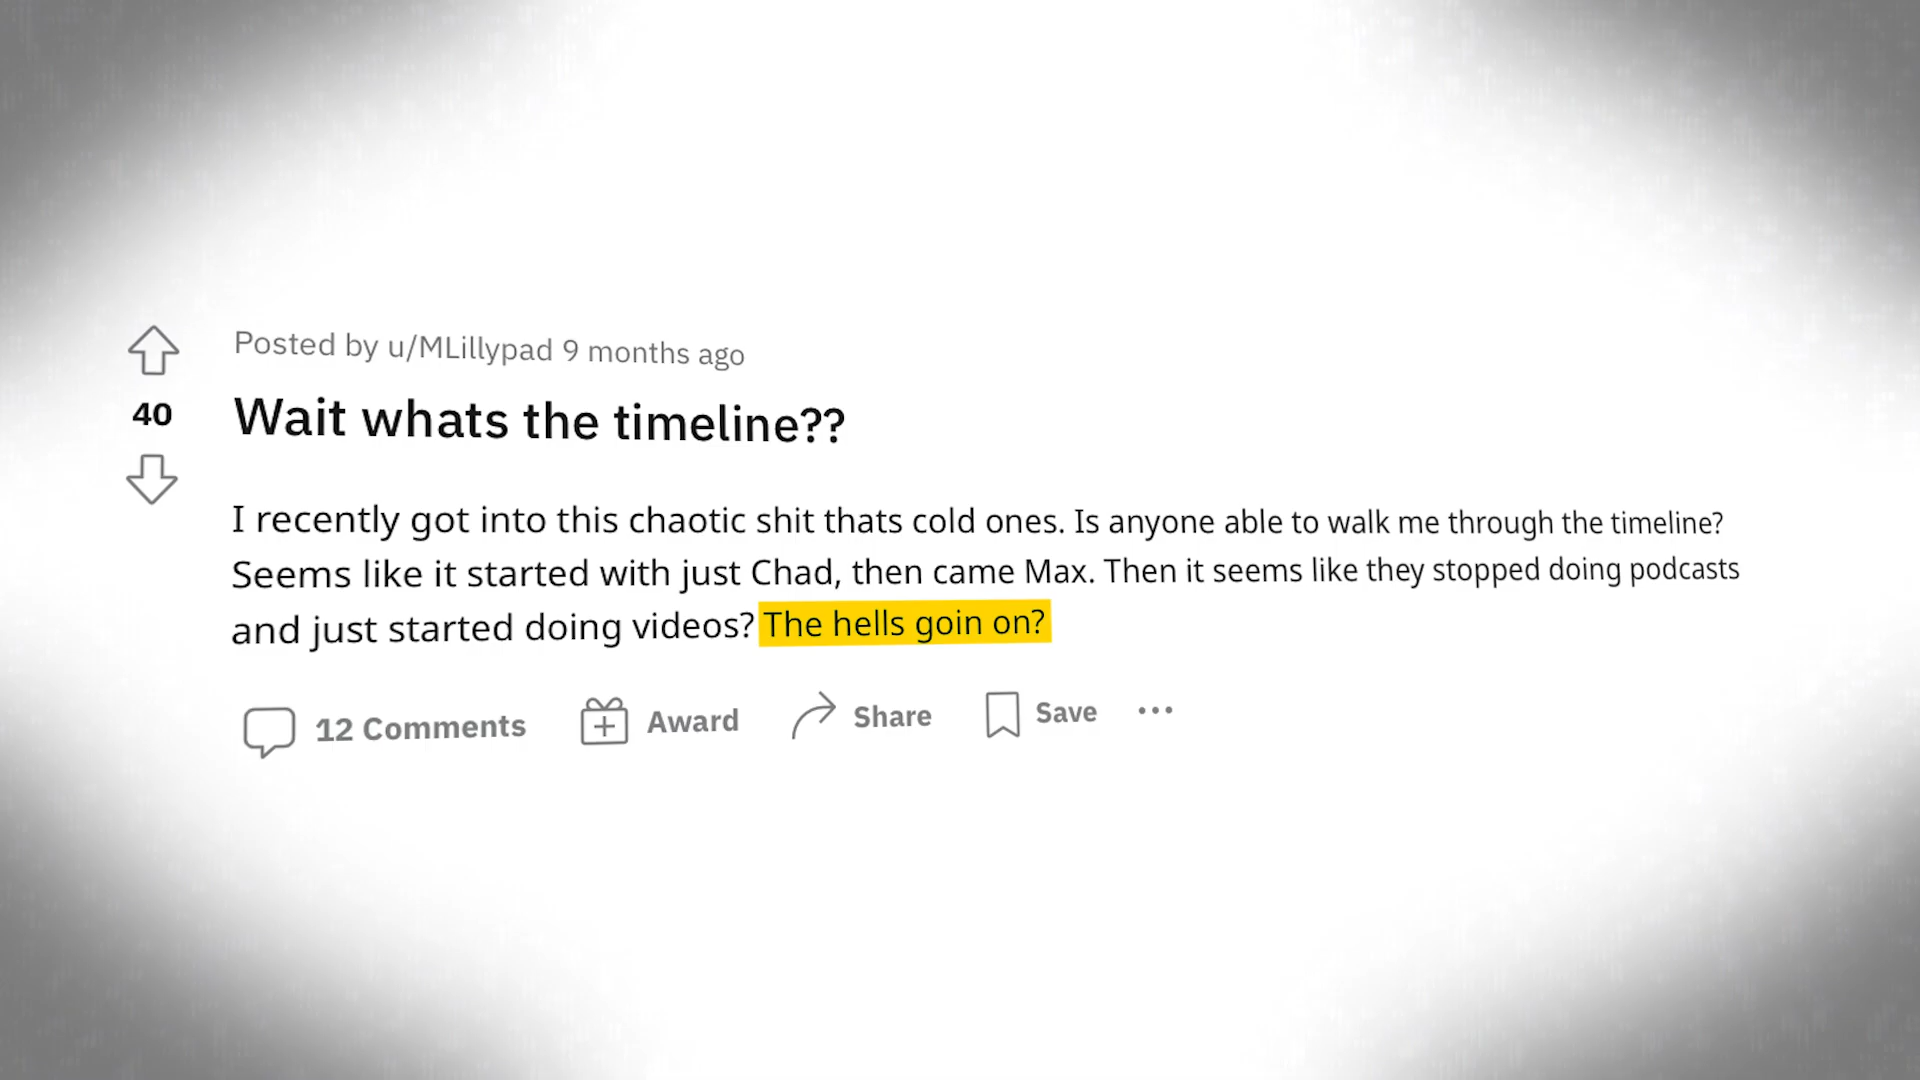 Posted by u/MLillypad 9 months ago
40
Wait whats the timeline??
I recently got into this chaotic shit thats cold ones. Is anyone able to walk me through the timeline?
Seems like it started with just Chad, then came Max. Then it seems like they stopped doing podcasts
and just started doing videos? The hells goin on?
12 Comments Award Share Save ...